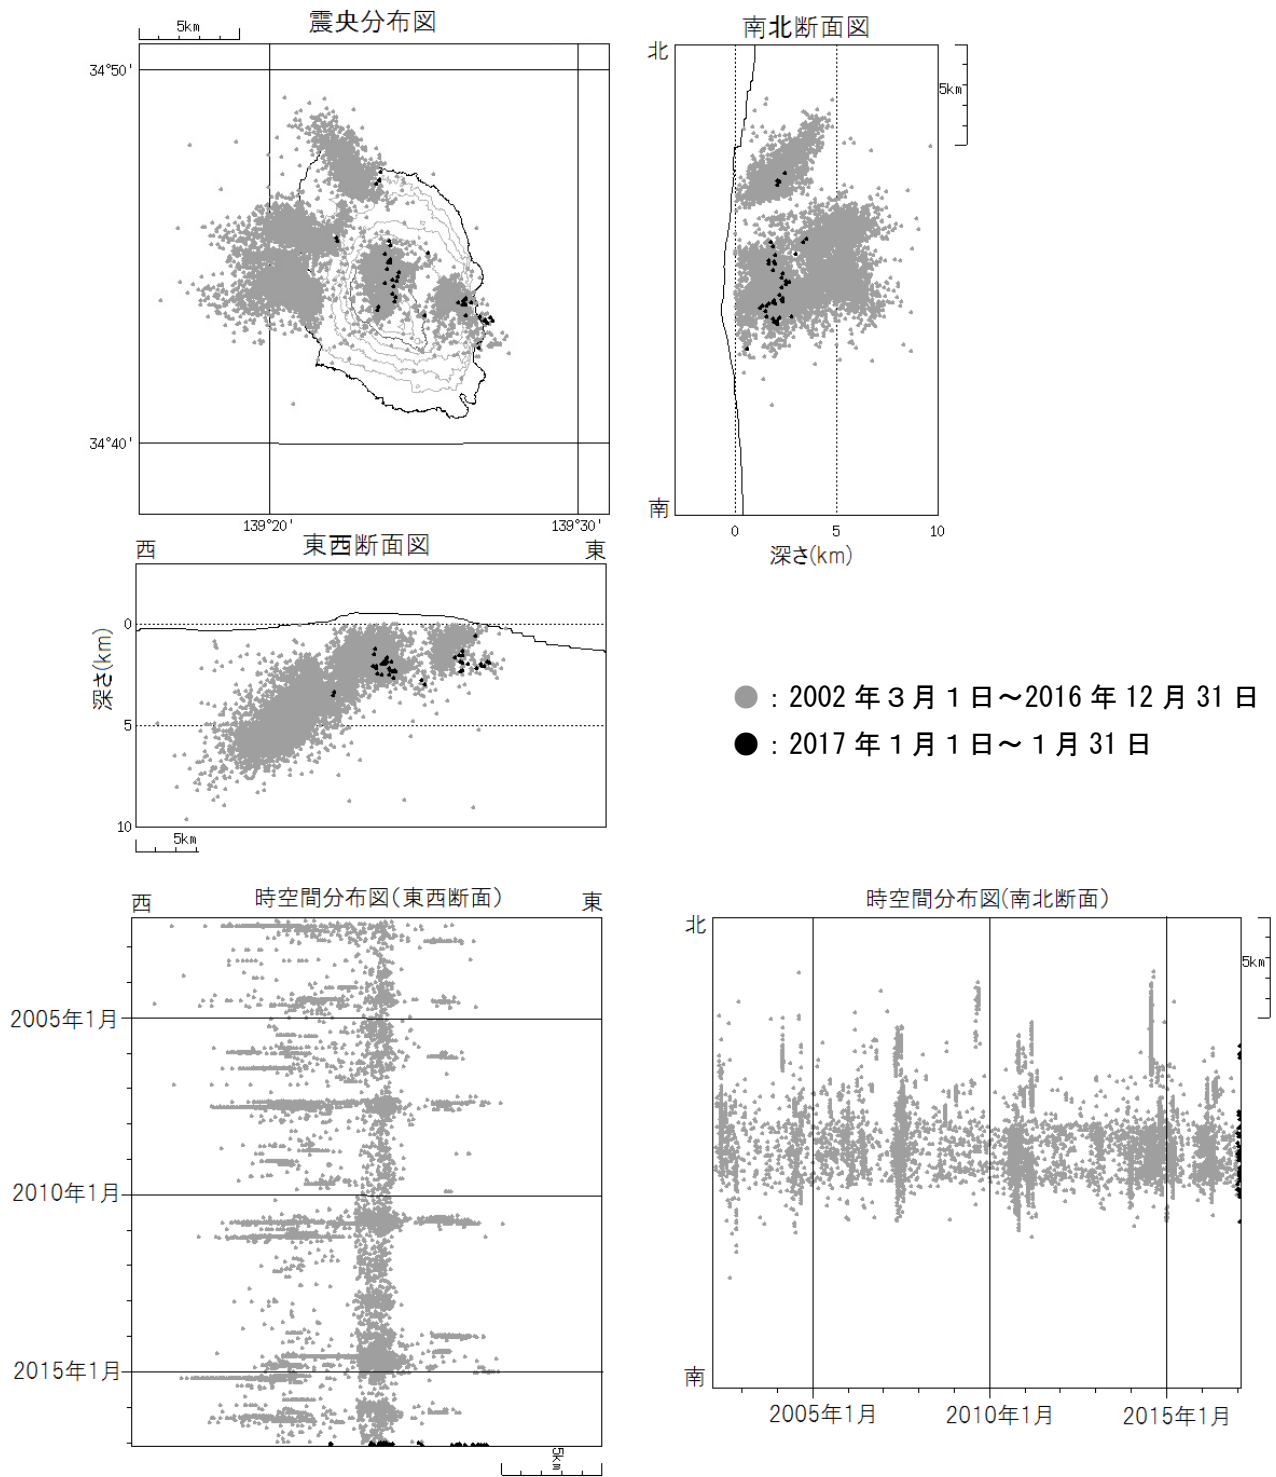 震央分布図
5km
34°50'
34°40'
139°20'
139°30'
南北断面図
北
南
5km
0
5
10
深さ(km)
東西断面図
西
東
0
5
10
深さ(km)
5km
：2002年３月１日～2016年12月31日
：2017年１月１日～１月31日
時空間分布図(東西断面)
西
東
2005年1月
2010年1月
2015年1月
5km
時空間分布図(南北断面)
北
南
5km
2005年1月
2010年1月
2015年1月